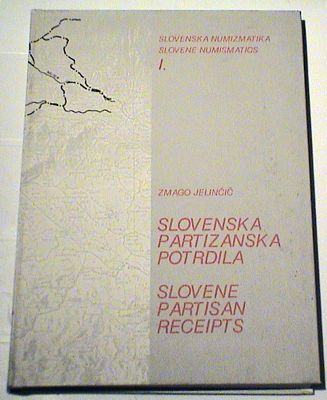 SLOVENSKA NUMIZMATIKA
SLOVENE NUMISMATICS
I.
ZMAGO JELINČIČ
SLOVENSKA
PARTIZANSKA
POTRDILA
SLOVENE
PARTISAN
RECEIPTS